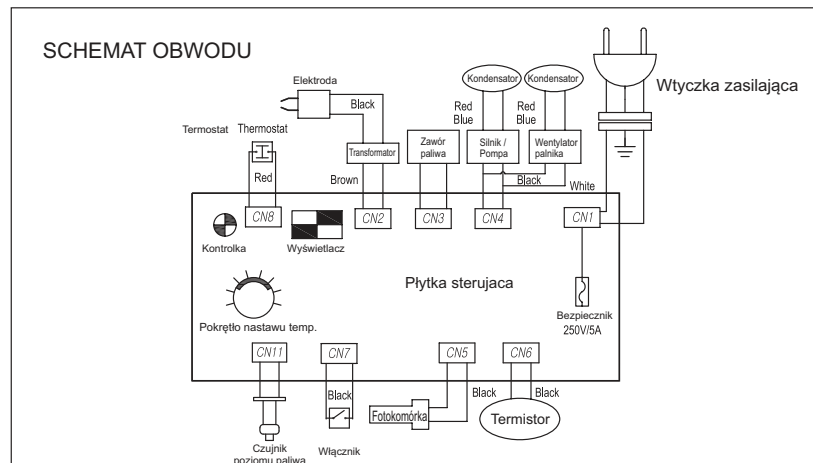 SCHEMAT OBWODU
Elektroda
Kondensator
Kondensator
Wtyczka zasilająca
Black
Red
Blue
Red
Blue
Termostat
Thermostat
Transformator
Zawór
paliwa
Silnik /
Pompa
Wentylator
palnika
Red
Brown
Black
White
CN8
CN2
CN3
CN4
CN1
Kontrolka
Wyświetlacz
Płytka sterujaca
Pokrętło nastawu temp.
Bezpiecznik
250V/5A
CN11
CN7
CN5
CN6
Black
Black
Black
Fotokomórka
Termistor
Czujnik
poziomu paliwa
Włącznik